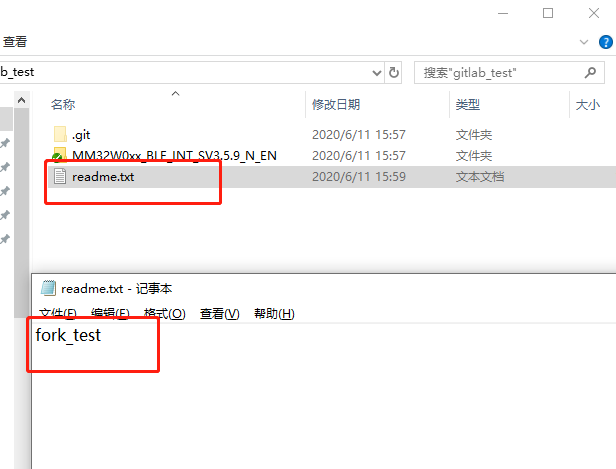 查看
b_test
搜索"gitlab_test"
名称 修改日期 类型 大小
.git 2020/6/11 15:57 文件夹
MM32W0xx_BLE_INT_SV3.5.9_N_EN 2020/6/11 15:57 文件夹
readme.txt 2020/6/11 15:59 文本文档
readme.txt - 记事本
文件(F) 编辑(E) 格式(O) 查看(V) 帮助(H)
fork_test